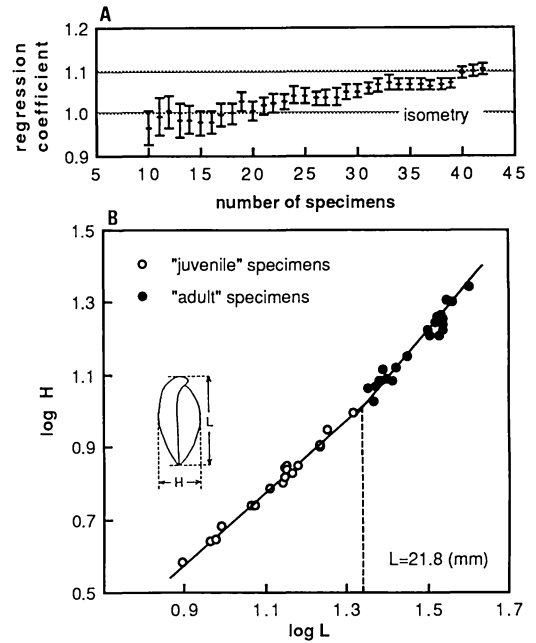 A
regression
coefficient
1.2
1.1
1.0
0.9
isometry
5 10 15 20 25 30 35 40 45
number of specimens
B
log H
1.5
1.3
1.1
0.9
0.7
0.5
"juvenile" specimens
"adult" specimens
L
H
L=21.8 (mm)
0.9 1.1 1.3 1.5 1.7
log L